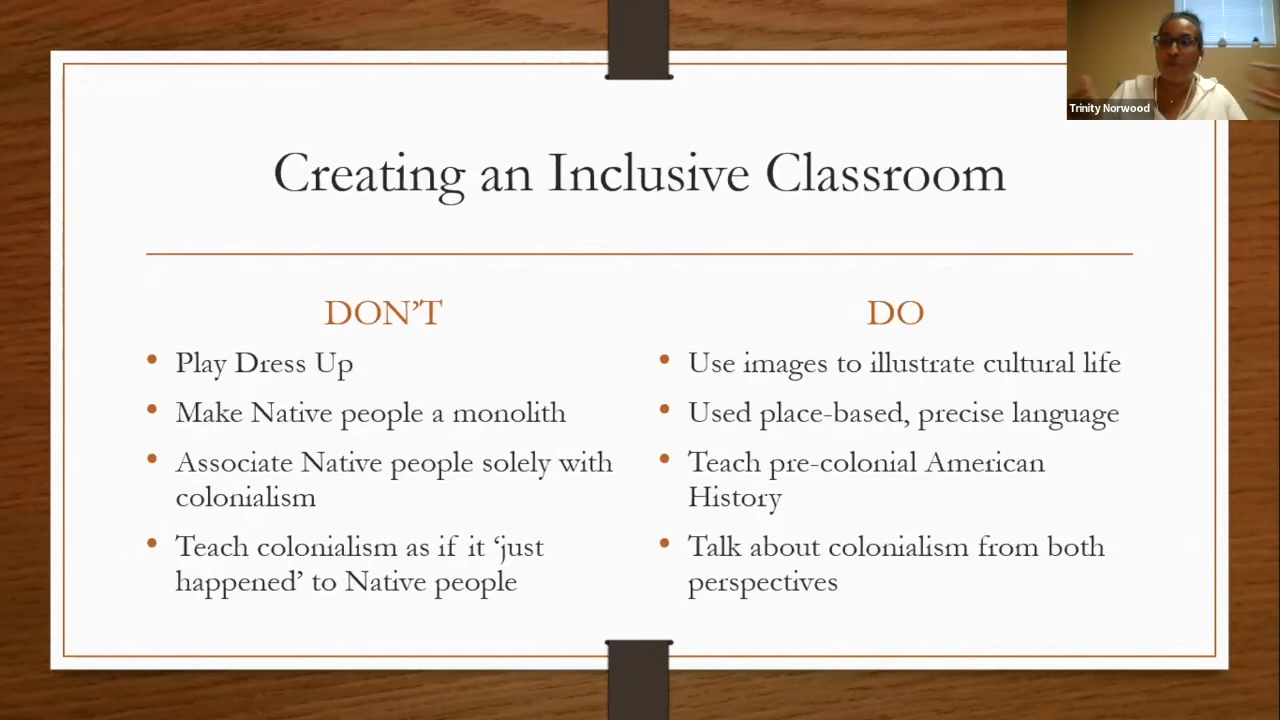 Trinity Norwood
Creating an Inclusive Classroom
DON’T
• Play Dress Up
• Make Native people a monolith
• Associate Native people solely with
colonialism
• Teach colonialism as if it ‘just
happened’ to Native people
DO
• Use images to illustrate cultural life
• Used place-based, precise language
• Teach pre-colonial American
History
• Talk about colonialism from both
perspectives